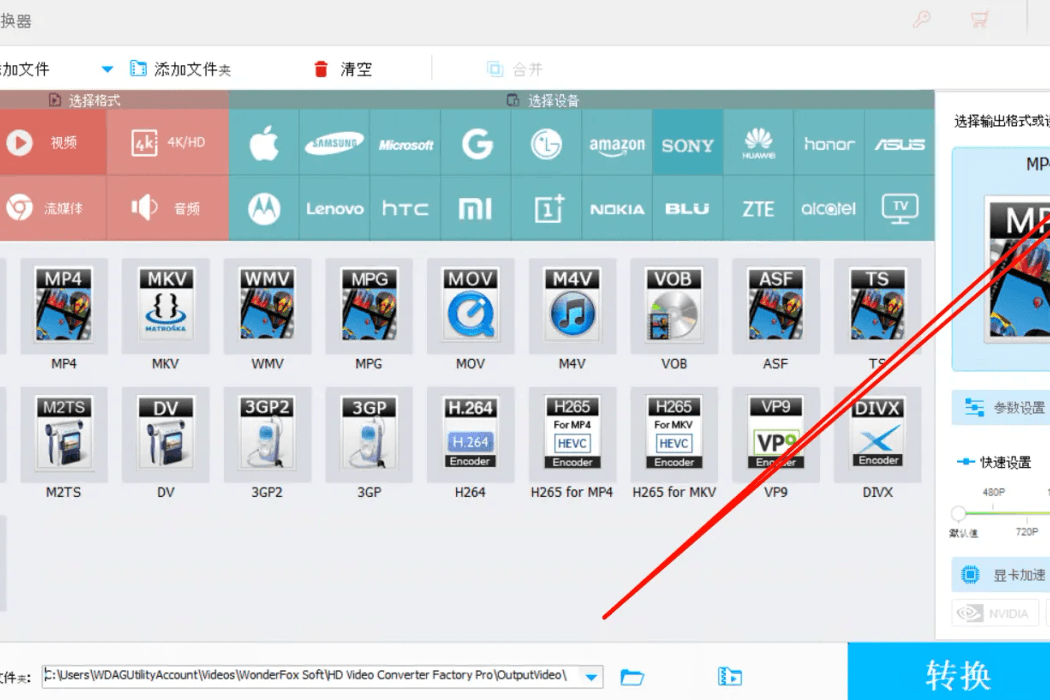 换器
加文件 添加文件夹 清空 合并
选择格式 选择设备
选择输出格式或
视频 4k 4K/HD SAMSUNG Microsoft G LG amazon SONY HUAWEI honor ASUS
流媒体 音频 Lenovo hTC MI 1+ NOKIA BLU ZTE alcatel TV
MP
MP
MP4 MKV WMV MPG MOV M4V VOB ASF TS
MATROSKA
MP4 MKV WMV MPG MOV M4V VOB ASF TS
M2TS DV 3GP2 3GP H.264 H265 H265 VP9 DIVX
For MP4 For MKV
H.264 HEVC HEVC VP9
Encoder Encoder Encoder Encoder Encoder
M2TS DV 3GP2 3GP H264 H265 for MP4 H265 for MKV VP9 DIVX
参数设置
快速设置
480P
默认值 720P
显卡加速
NVIDIA
文件夹: C:\Users\WDAGUtilityAccount\Videos\WonderFox Soft\HD Video Converter Factory Pro\OutputVideo\
转换